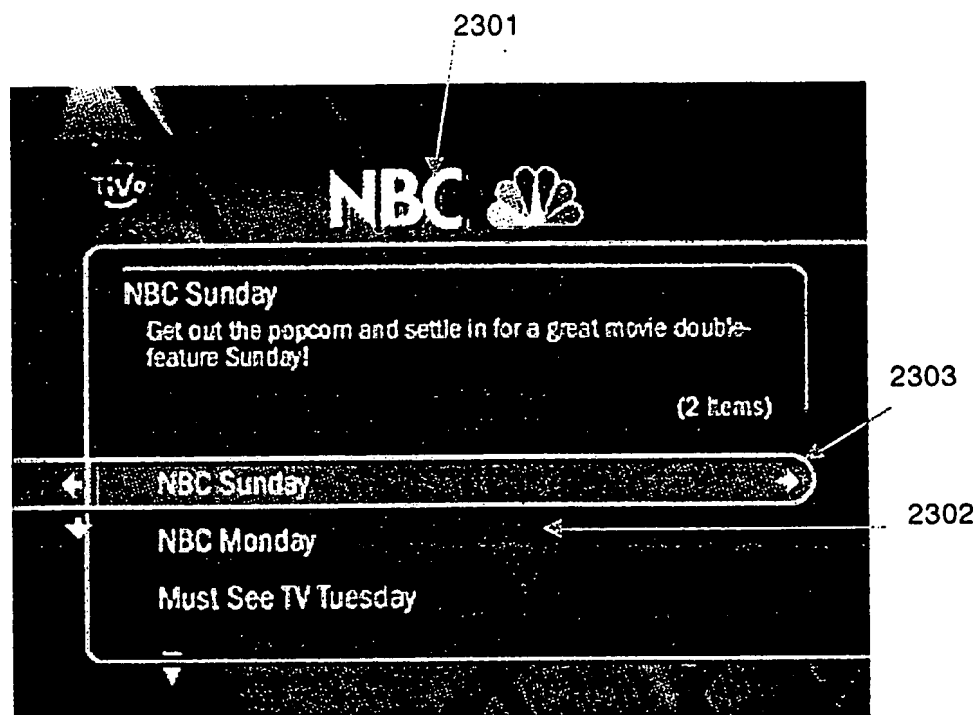 2301
TiVo
NBC
NBC Sunday
Get out the popcorn and settle in for a great movie double-
feature Sunday!
(2 Items)
2303
NBC Sunday
2302
NBC Monday
Must See TV Tuesday